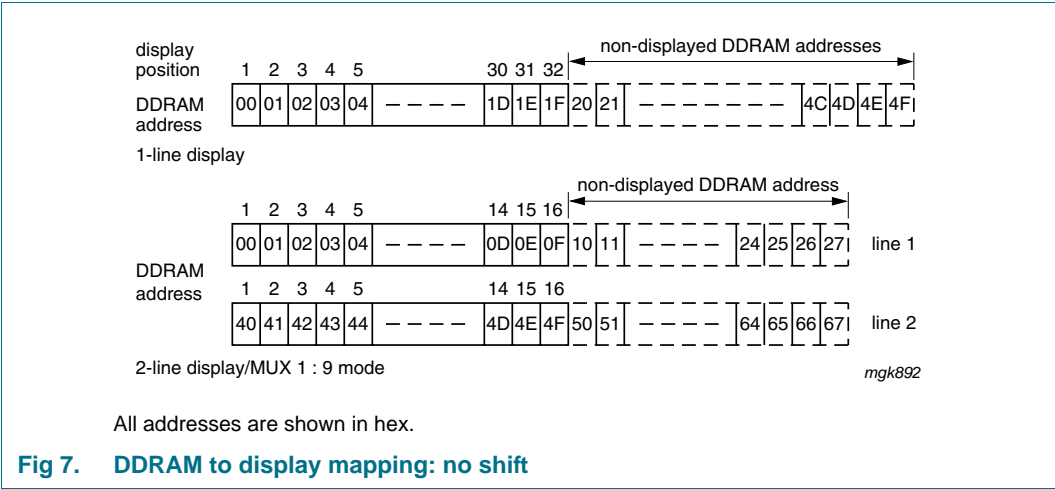 display
position 1 2 3 4 5 30 31 32 non-displayed DDRAM addresses
DDRAM
address 00 01 02 03 04 1D 1E 1F 20 21 4C 4D 4E 4F
1-line display
non-displayed DDRAM address
1 2 3 4 5 14 15 16
00 01 02 03 04 0D 0E 0F 10 11 24 25 26 27 line 1
DDRAM
address 1 2 3 4 5 14 15 16
40 41 42 43 44 4D 4E 4F 50 51 64 65 66 67 line 2
2-line display/MUX 1 : 9 mode
mgk892
All addresses are shown in hex.
Fig 7. DDRAM to display mapping: no shift